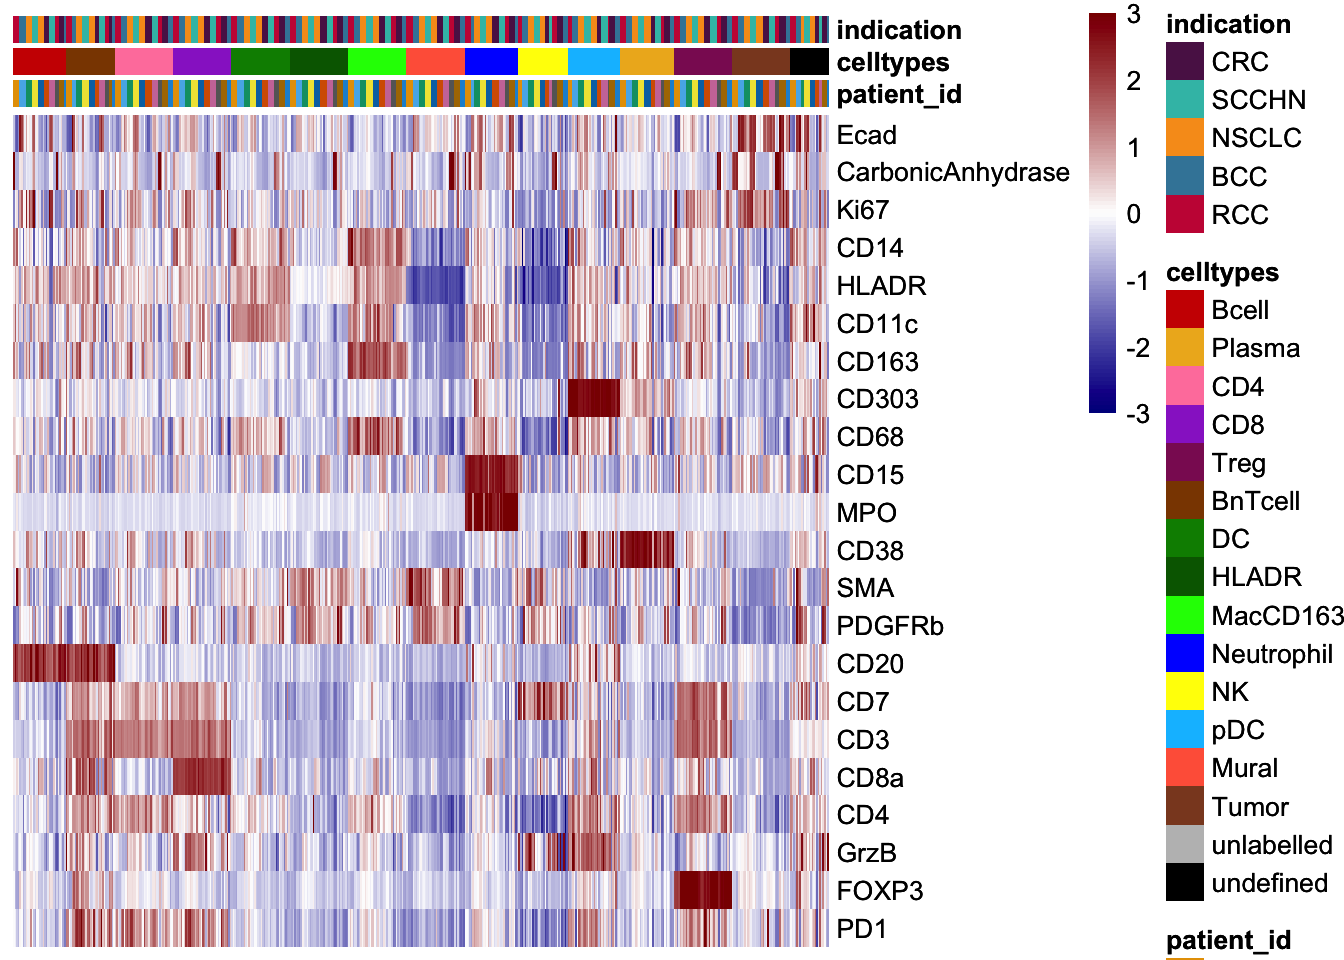 indication
celltypes
patient_id
Ecad
CarbonicAnhydrase
Ki67
CD14
HLADR
CD11c
CD163
CD303
CD68
CD15
MPO
CD38
SMA
PDGFRb
CD20
CD7
CD3
CD8a
CD4
GrzB
FOXP3
PD1
3
2
1
0
-1
-2
-3
indication
CRC
SCCHN
NSCLC
BCC
RCC
celltypes
Bcell
Plasma
CD4
CD8
Treg
BnTcell
DC
HLADR
MacCD163
Neutrophil
NK
pDC
Mural
Tumor
unlabelled
undefined
patient_id